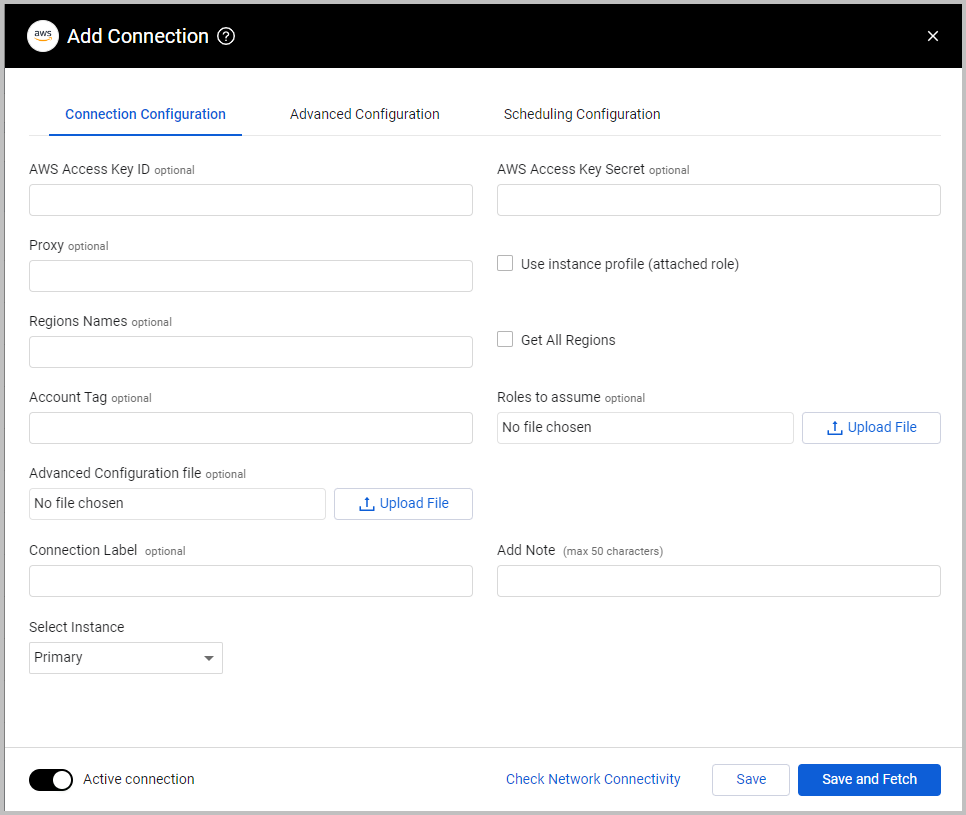 aws Add Connection ?
Connection Configuration Advanced Configuration Scheduling Configuration
AWS Access Key ID optional
AWS Access Key Secret optional
Proxy optional
Use instance profile (attached role)
Regions Names optional
Get All Regions
Account Tag optional
Roles to assume optional
No file chosen Upload File
Advanced Configuration file optional
No file chosen Upload File
Connection Label optional
Add Note (max 50 characters)
Select Instance
Primary
Active connection
Check Network Connectivity Save Save and Fetch